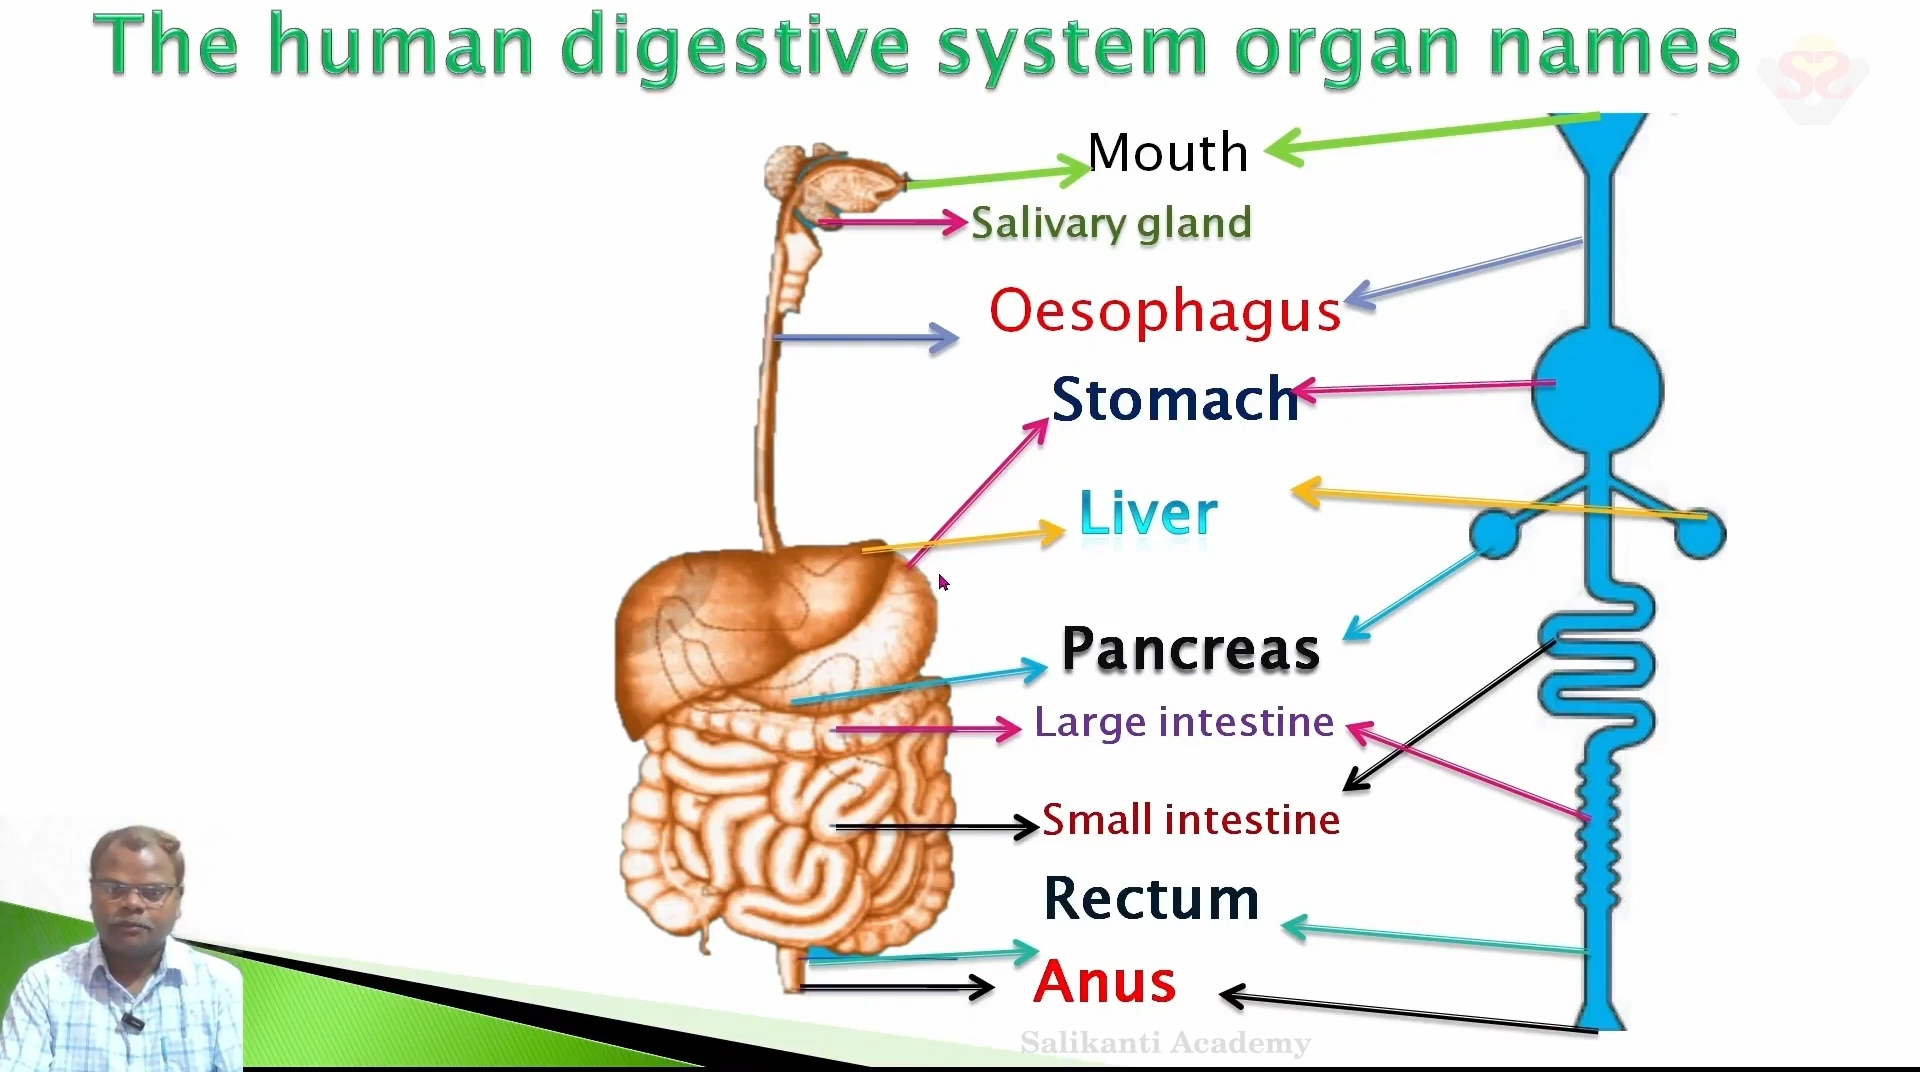 The human digestive system organ names
SS
Mouth
Salivary gland
Oesophagus
Stomach
Liver
Pancreas
Large intestine
Small intestine
Rectum
Anus
Salikanti Academy